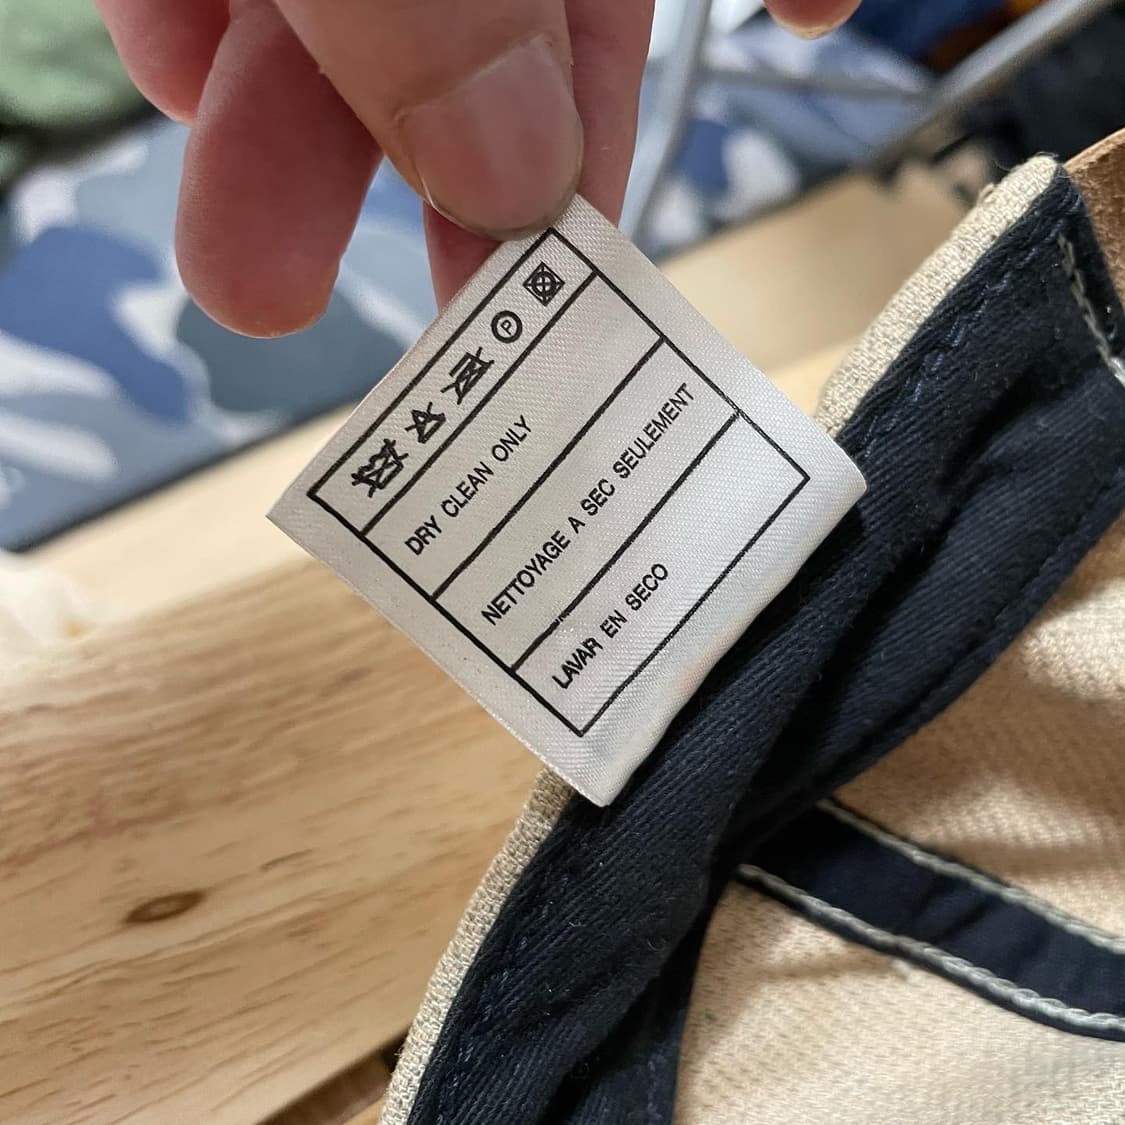 P
DRY CLEAN ONLY
NETTOYAGE A SEC SEULEMENT
LAVAR EN SECO